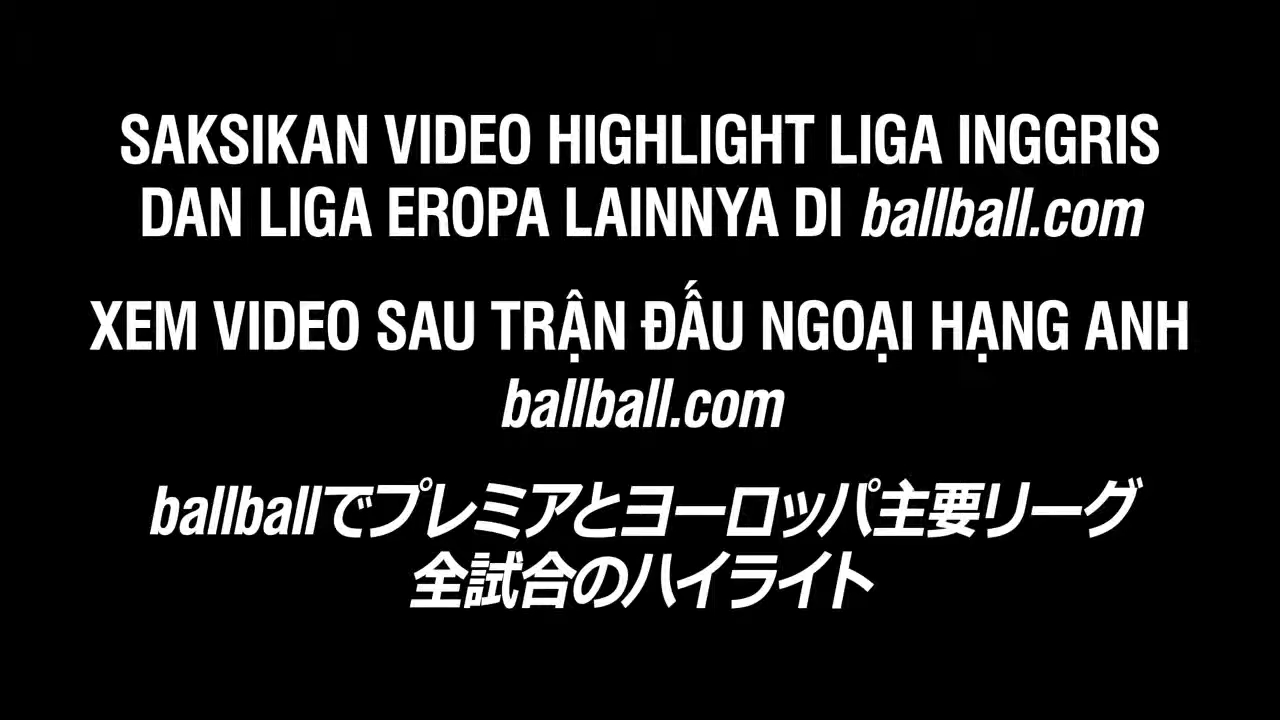 SAKSIKAN VIDEO HIGHLIGHT LIGA INGGRIS
DAN LIGA EROPA LAINNYA DI ballball.com
XEM VIDEO SAU TRẬN ĐẤU NGOẠI HẠNG ANH
ballball.com
ballballでプレミアとヨーロッパ主要リーグ
全試合のハイライト